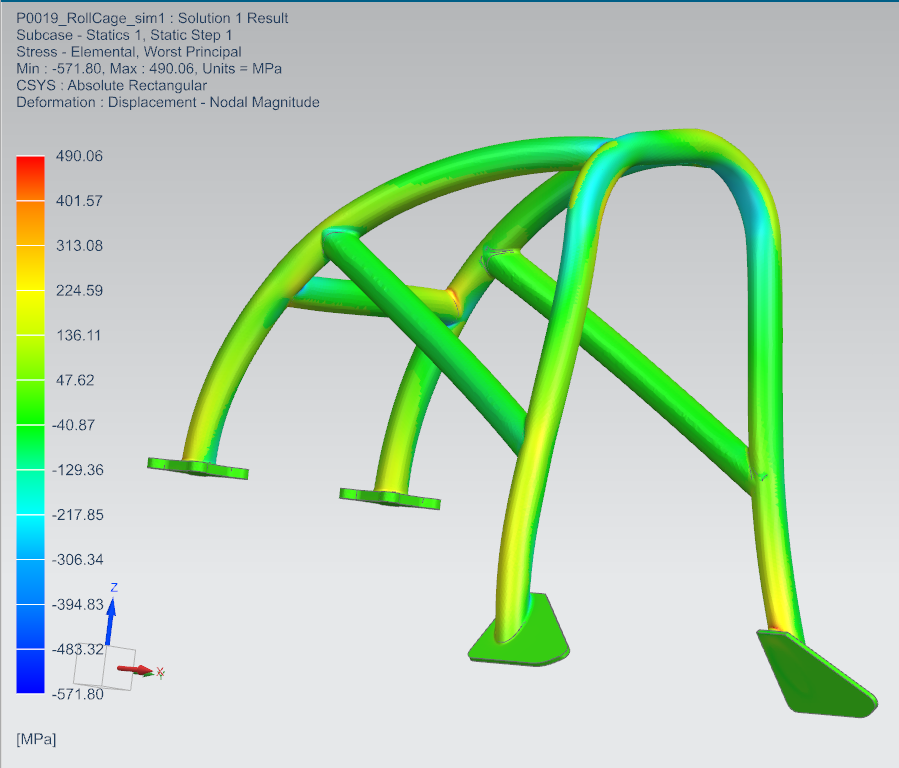 P0019_RollCage_sim1 : Solution 1 Result
Subcase - Statics 1, Static Step 1
Stress - Elemental, Worst Principal
Min : -571.80, Max : 490.06, Units = MPa
CSYS : Absolute Rectangular
Deformation : Displacement - Nodal Magnitude
490.06
401.57
313.08
224.59
136.11
47.62
-40.87
-129.36
-217.85
-306.34
-394.83
-483.32
-571.80
Z
[MPa]